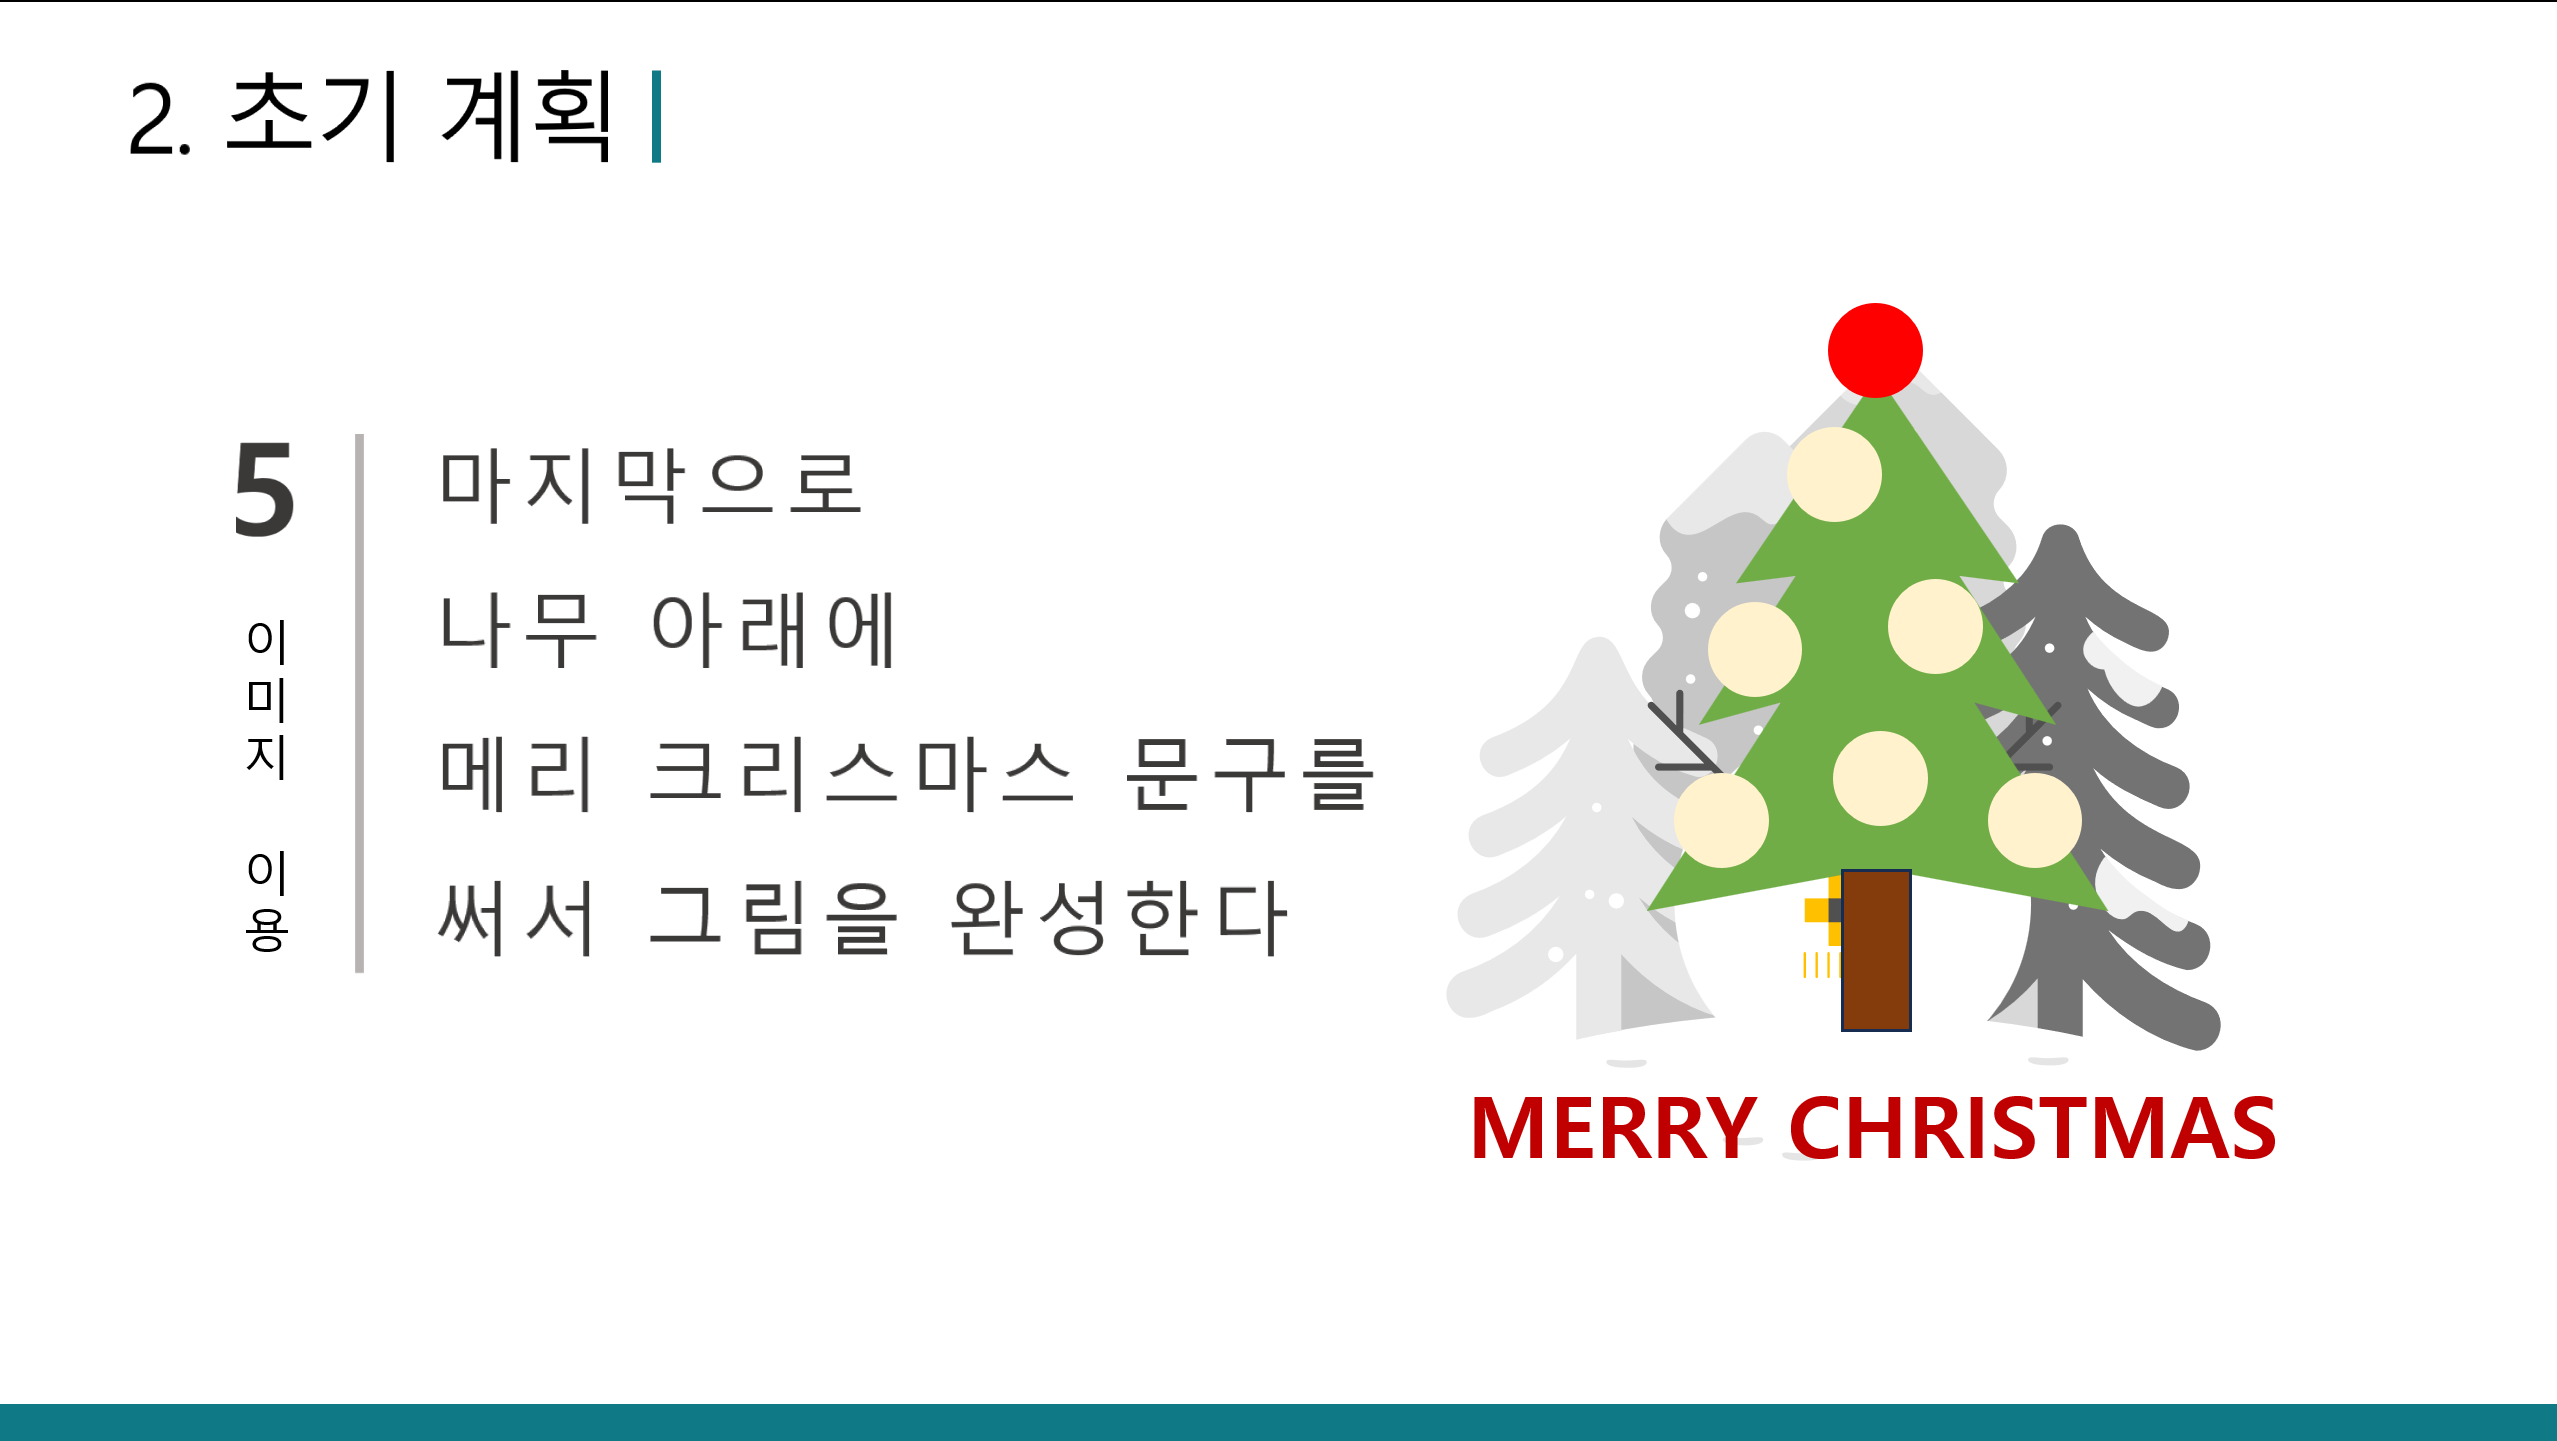 2. 초기 계획
5
이미지 이용
마지막으로
나무 아래에
메리 크리스마스 문구를
써서 그림을 완성한다
MERRY CHRISTMAS